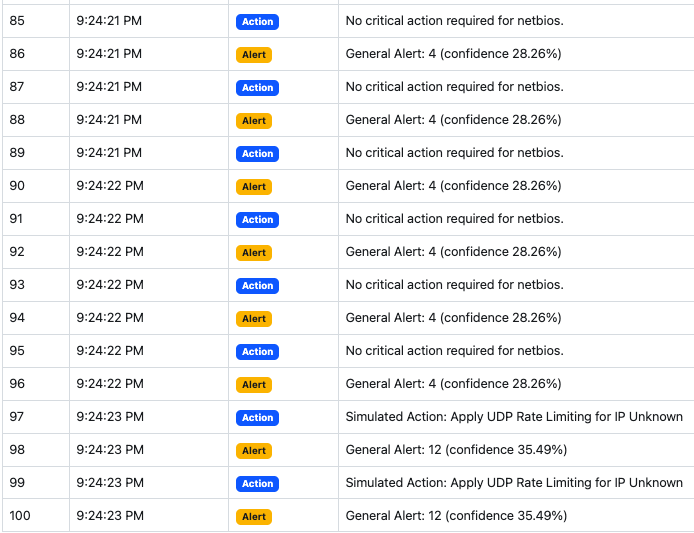 85 9:24:21 PM Action No critical action required for netbios.
86 9:24:21 PM Alert General Alert: 4 (confidence 28.26%)
87 9:24:21 PM Action No critical action required for netbios.
88 9:24:21 PM Alert General Alert: 4 (confidence 28.26%)
89 9:24:21 PM Action No critical action required for netbios.
90 9:24:22 PM Alert General Alert: 4 (confidence 28.26%)
91 9:24:22 PM Action No critical action required for netbios.
92 9:24:22 PM Alert General Alert: 4 (confidence 28.26%)
93 9:24:22 PM Action No critical action required for netbios.
94 9:24:22 PM Alert General Alert: 4 (confidence 28.26%)
95 9:24:22 PM Action No critical action required for netbios.
96 9:24:22 PM Alert General Alert: 4 (confidence 28.26%)
97 9:24:23 PM Action Simulated Action: Apply UDP Rate Limiting for IP Unknown
98 9:24:23 PM Alert General Alert: 12 (confidence 35.49%)
99 9:24:23 PM Action Simulated Action: Apply UDP Rate Limiting for IP Unknown
100 9:24:23 PM Alert General Alert: 12 (confidence 35.49%)